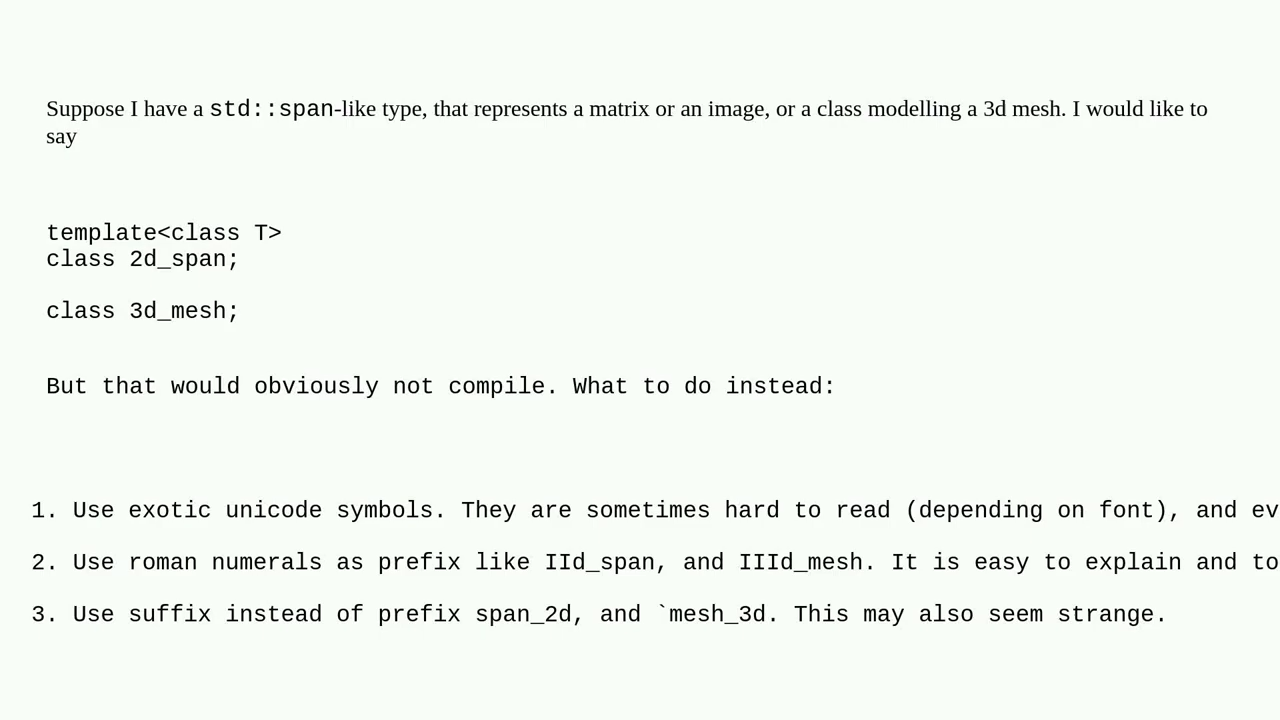 Suppose I have a std::span-like type, that represents a matrix or an image, or a class modelling a 3d mesh. I would like to
say
template<class T>
class 2d_span;
class 3d_mesh;
But that would obviously not compile. What to do instead:
1. Use exotic unicode symbols. They are sometimes hard to read (depending on font), and ev
2. Use roman numerals as prefix like IId_span, and IIId_mesh. It is easy to explain and to
3. Use suffix instead of prefix span_2d, and `mesh_3d. This may also seem strange.